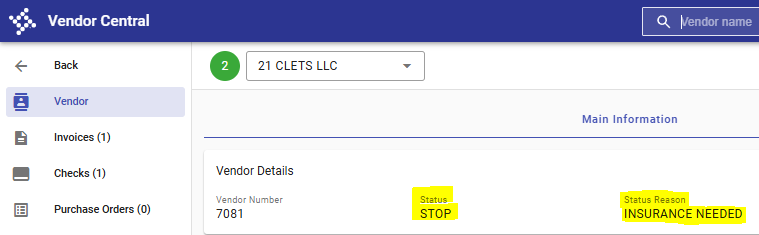 Vendor Central
Vendor name
Back
2
21 CLETS LLC
Vendor
Main Information
Invoices (1)
Checks (1)
Purchase Orders (0)
Vendor Details
Vendor Number
Status
Status Reason
7081
STOP
INSURANCE NEEDED